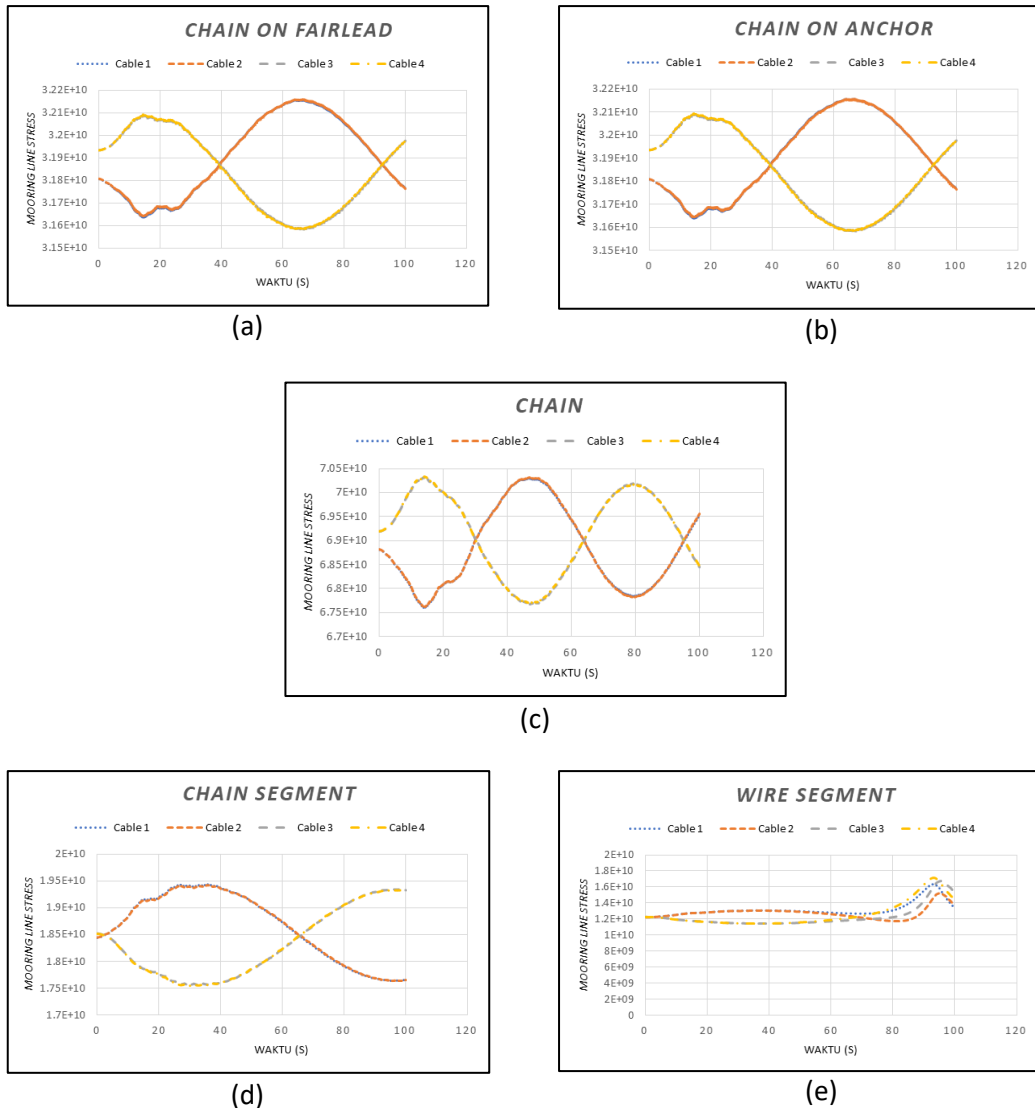 CHAIN ON FAIRLEAD
Cable 1 Cable 2 Cable 3 Cable 4
MOORING LINE STRESS
3.22E+10
3.21E+10
3.2E+10
3.19E+10
3.18E+10
3.17E+10
3.16E+10
3.15E+10
0 20 40 60 80 100 120
WAKTU (S)
(a)
CHAIN ON ANCHOR
Cable 1 Cable 2 Cable 3 Cable 4
MOORING LINE STRESS
3.22E+10
3.21E+10
3.2E+10
3.19E+10
3.18E+10
3.17E+10
3.16E+10
3.15E+10
0 20 40 60 80 100 120
WAKTU (S)
(b)
CHAIN
Cable 1 Cable 2 Cable 3 Cable 4
MOORING LINE STRESS
7.05E+10
7E+10
6.95E+10
6.9E+10
6.85E+10
6.8E+10
6.75E+10
6.7E+10
0 20 40 60 80 100 120
WAKTU (S)
(c)
CHAIN SEGMENT
Cable 1 Cable 2 Cable 3 Cable 4
MOORING LINE STRESS
2E+10
1.95E+10
1.9E+10
1.85E+10
1.8E+10
1.75E+10
1.7E+10
0 20 40 60 80 100 120
WAKTU (S)
(d)
WIRE SEGMENT
Cable 1 Cable 2 Cable 3 Cable 4
MOORING LINE STRESS
2E+10
1.8E+10
1.6E+10
1.4E+10
1.2E+10
1E+10
8E+09
6E+09
4E+09
2E+09
0
0 20 40 60 80 100 120
WAKTU (S)
(e)